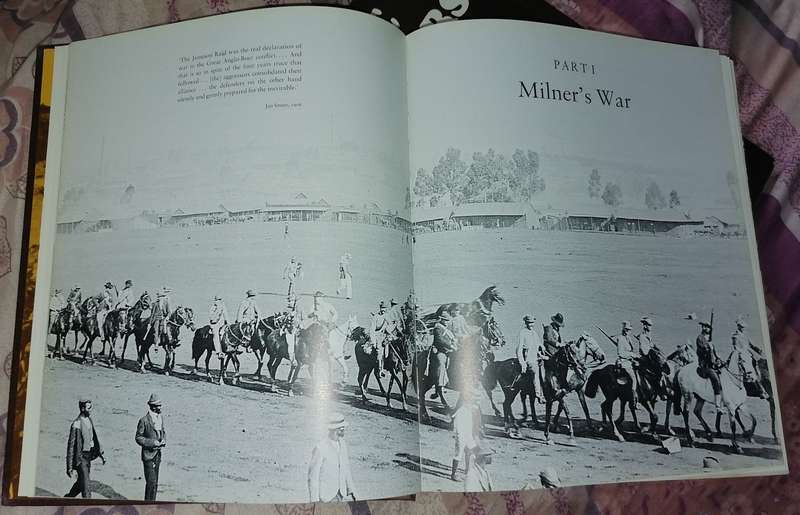 'The Jameson Raid was the real declaration of
war in the Great Anglo-Boer conflict . . . And
that is so in spite of the four years truce that
followed . . . [the] aggressors consolidated their
alliance . . . the defenders on the other hand
silently and grimly prepared for the inevitable.'
Jan Smuts, 1906
PART I
Milner's War